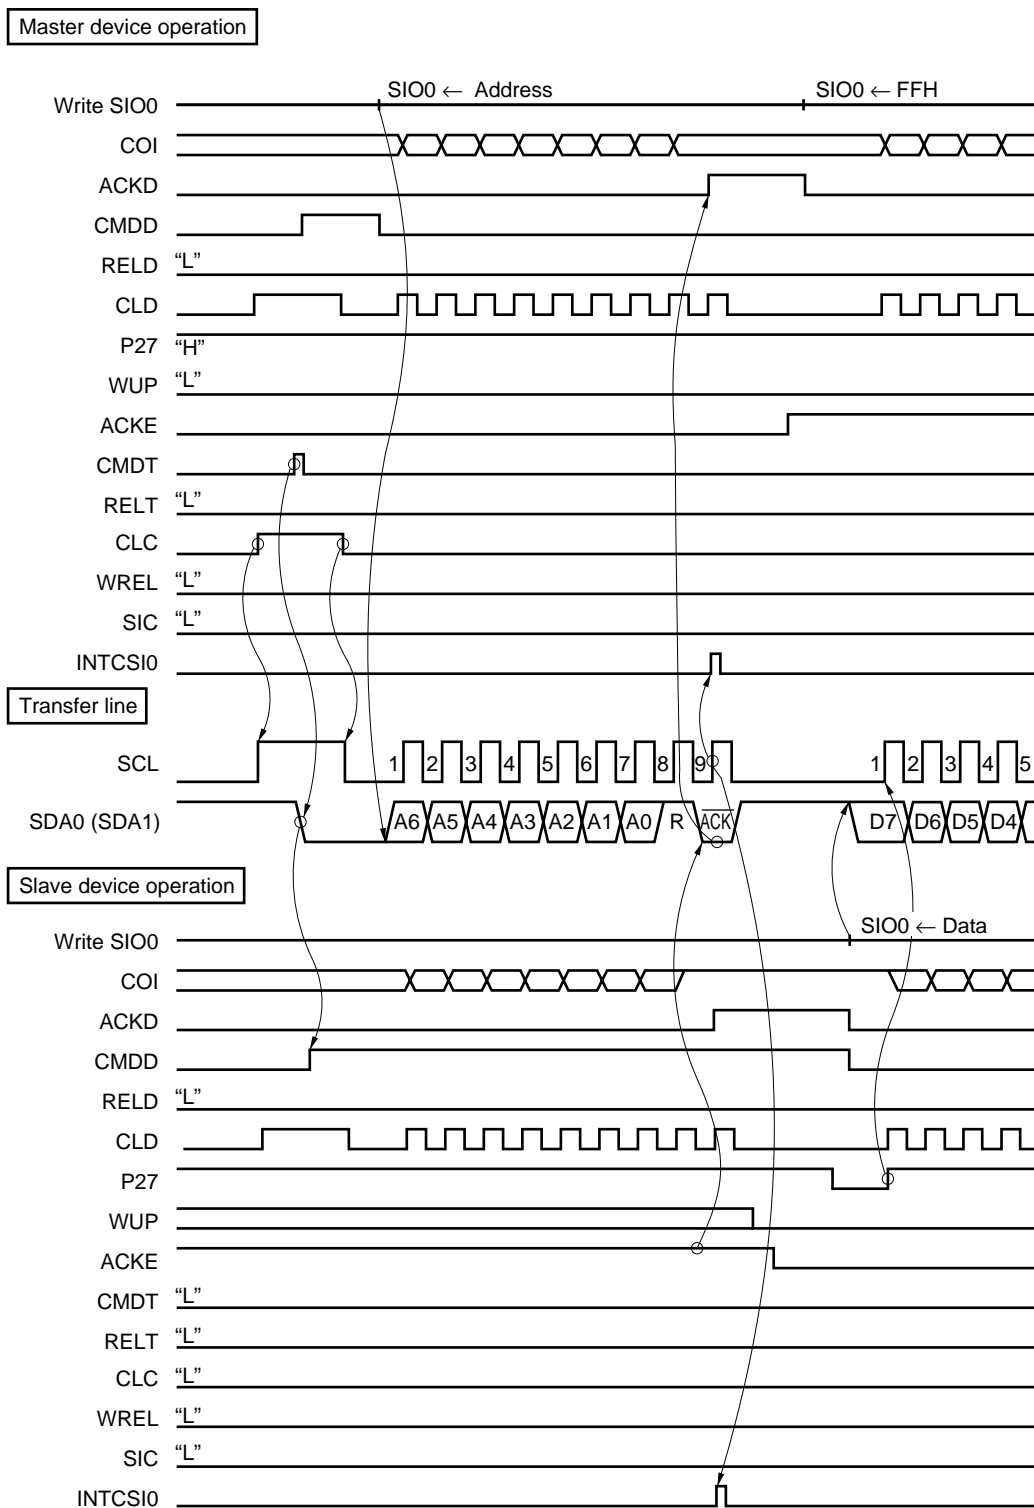 Master device operation
Write SIO0 SIO0 ← Address SIO0 ← FFH
COI
ACKD
CMDD
RELD “L”
CLD
P27 “H”
WUP “L”
ACKE
CMDT
RELT “L”
CLC
WREL “L”
SIC “L”
INTCSI0
Transfer line
SCL 1 2 3 4 5 6 7 8 9 1 2 3 4 5
SDA0 (SDA1) A6 A5 A4 A3 A2 A1 A0 R ACK D7 D6 D5 D4
Slave device operation
Write SIO0 SIO0 ← Data
COI
ACKD
CMDD
RELD “L”
CLD
P27
WUP
ACKE
CMDT “L”
RELT “L”
CLC “L”
WREL “L”
SIC “L”
INTCSI0